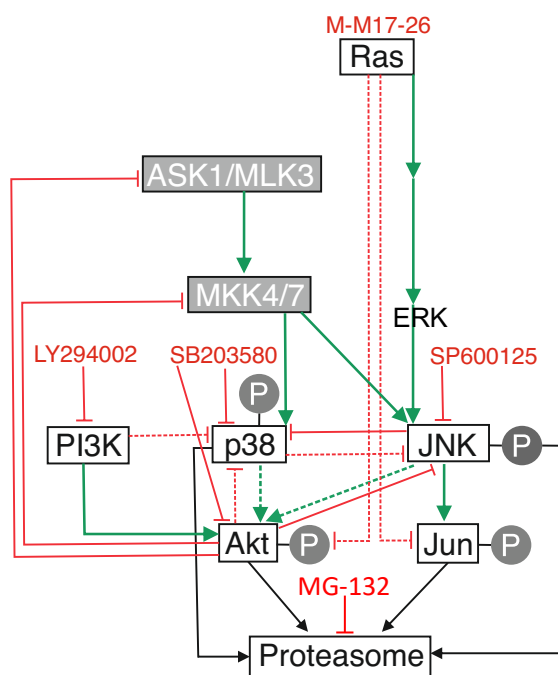 M-M17-26
Ras
ASK1/MLK3
MKK4/7
ERK
LY294002
SB203580
SP600125
P
PI3K
p38
JNK
P
Akt
P
Jun
P
MG-132
Proteasome